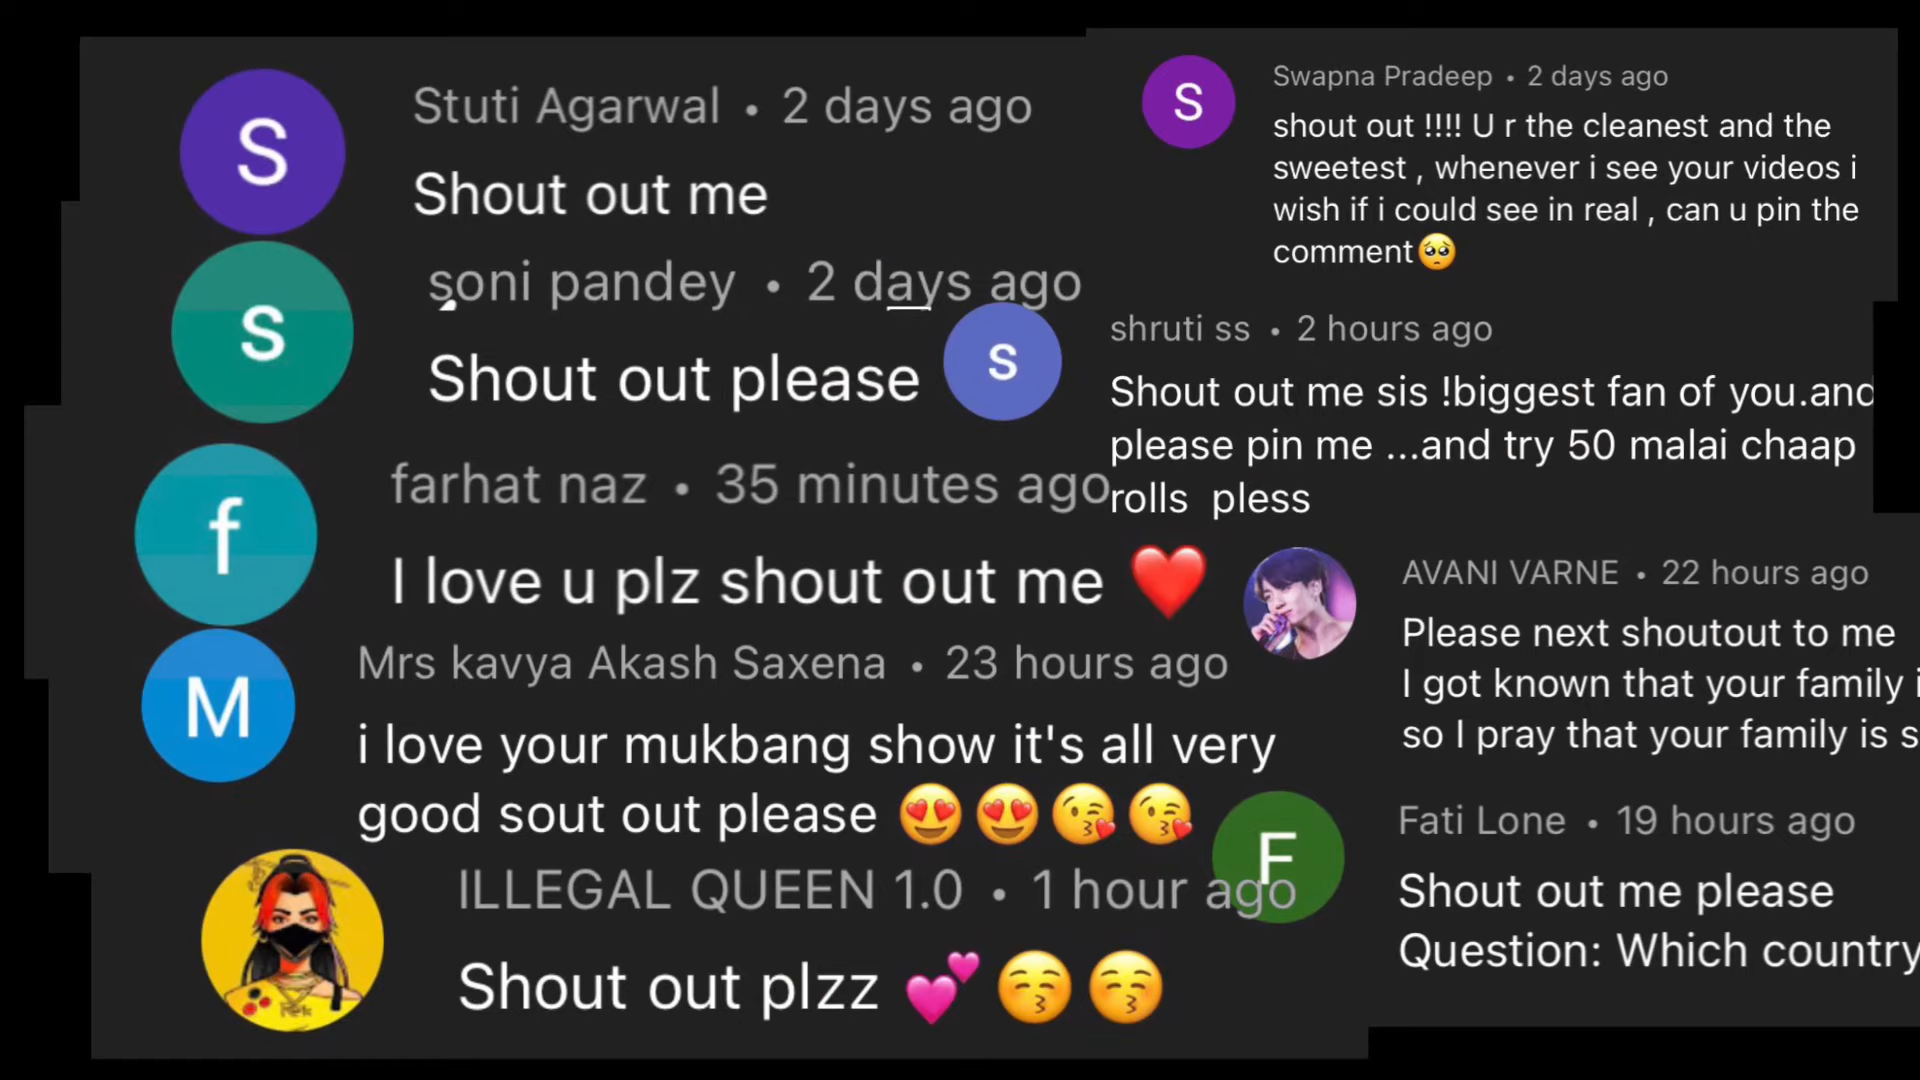 S
Stuti Agarwal • 2 days ago
Shout out me
s
soni pandey • 2 days ago
Shout out please
f
farhat naz • 35 minutes ago
I love u plz shout out me ❤️
M
Mrs kavya Akash Saxena • 23 hours ago
i love your mukbang show it's all very
good sout out please 😍😍😘😘
ILLEGAL QUEEN 1.0 • 1 hour ago
Shout out plzz 💕😚😚
S
Swapna Pradeep • 2 days ago
shout out !!!! U r the cleanest and the
sweetest , whenever i see your videos i
wish if i could see in real , can u pin the
comment🥺
s
shruti ss • 2 hours ago
Shout out me sis !biggest fan of you.and
please pin me ...and try 50 malai chaap
rolls pless
AVANI VARNE • 22 hours ago
Please next shoutout to me
I got known that your family i
so I pray that your family is s
F
Fati Lone • 19 hours ago
Shout out me please
Question: Which country